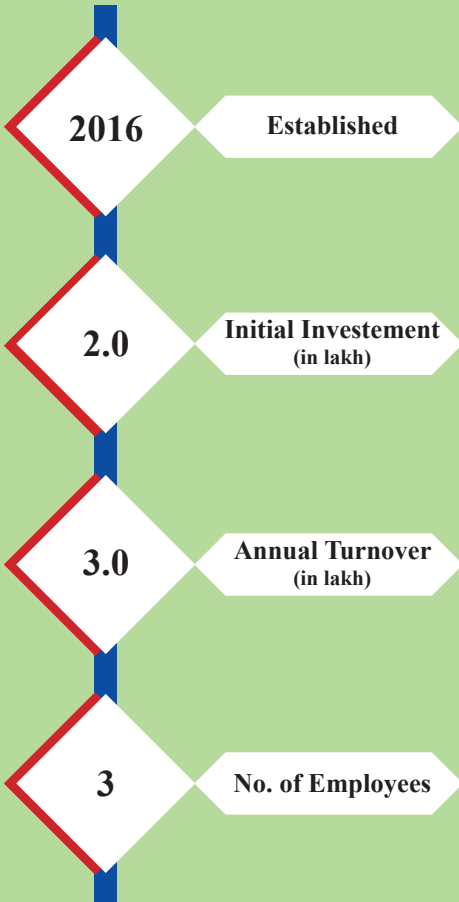 2016
Established
2.0
Initial Investement
(in lakh)
3.0
Annual Turnover
(in lakh)
3
No. of Employees